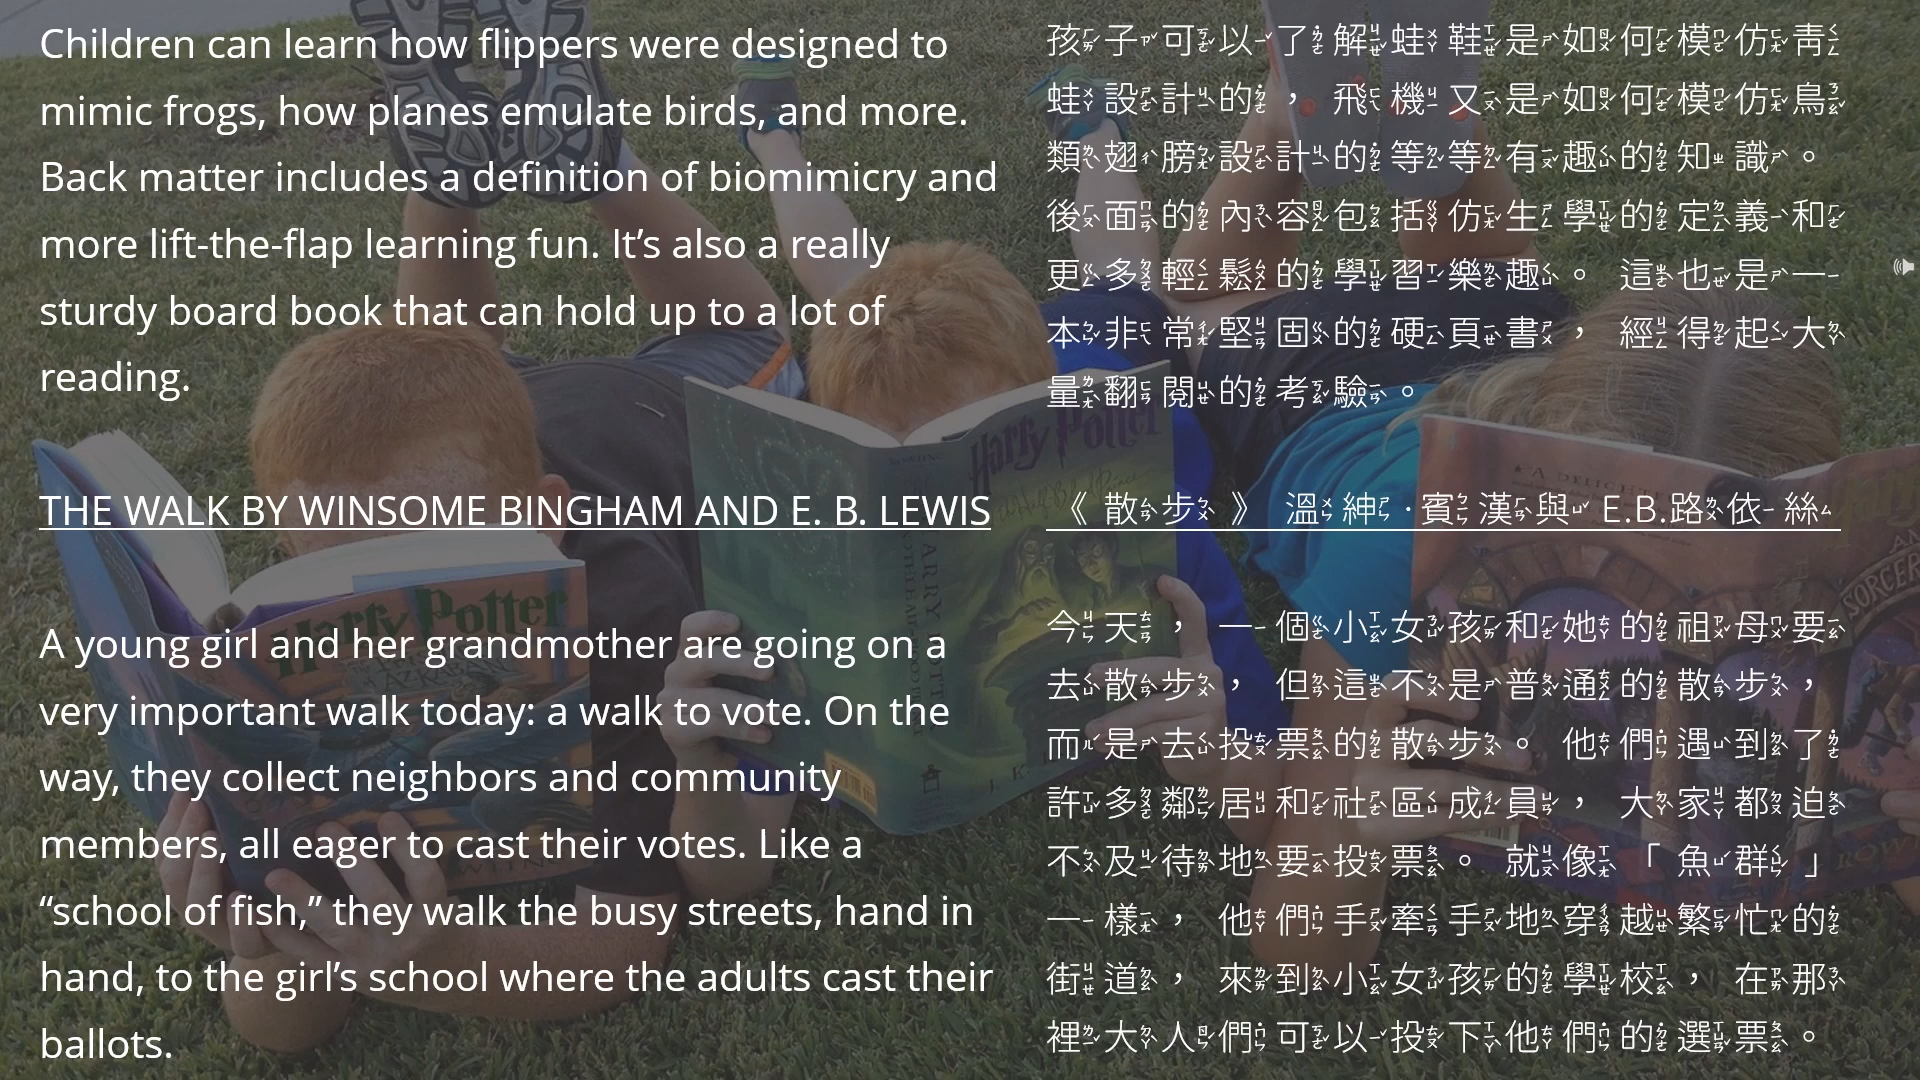 Children can learn how flippers were designed to
mimic frogs, how planes emulate birds, and more.
Back matter includes a definition of biomimicry and
more lift-the-flap learning fun. It’s also a really
sturdy board book that can hold up to a lot of
reading.
THE WALK BY WINSOME BINGHAM AND E. B. LEWIS
A young girl and her grandmother are going on a
very important walk today: a walk to vote. On the
way, they collect neighbors and community
members, all eager to cast their votes. Like a
“school of fish,” they walk the busy streets, hand in
hand, to the girl’s school where the adults cast their
ballots.
孩子可以了解蛙鞋是如何模仿靑
蛙設計的， 飛機又是如何模仿鳥
類翅膀設計的等等有趣的知識。
後面的內容包括仿生學的定義和
更多輕鬆的學習樂趣。 這也是一
本非常堅固的硬頁書， 經得起大
量翻閱的考驗。
《散步》 溫紳·賓漢與E.B.路依絲
今天， 一個小女孩和她的祖母要
去散步， 但這不是普通的散步，
而是去投票的散步。 他們遇到了
許多鄰居和社區成員， 大家都迫
不及待地要投票。 就像「魚群」
一樣， 他們手牽手地穿越繁忙的
街道， 來到小女孩的學校， 在那
裡大人們可以投下他們的選票。
Harry Potter
Harry Potter